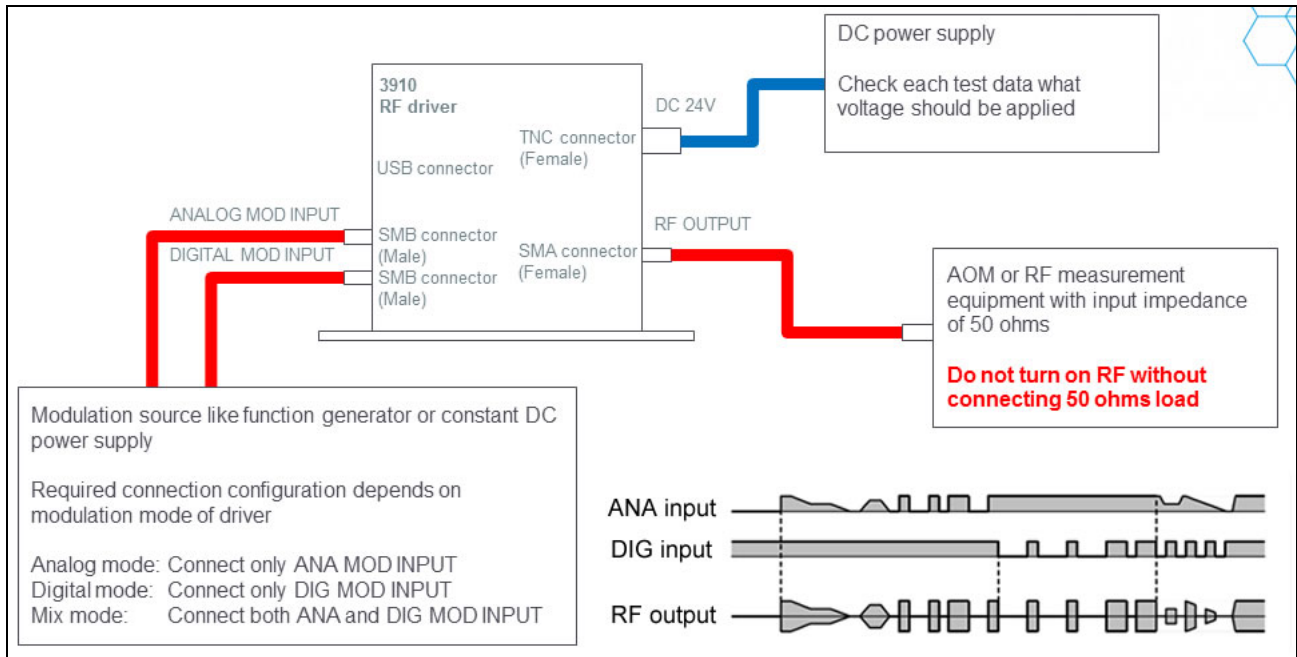 3910
RF driver
USB connector
TNC connector
(Female)
DC 24V
DC power supply
Check each test data what
voltage should be applied
ANALOG MOD INPUT
SMB connector
(Male)
DIGITAL MOD INPUT
SMB connector
(Male)
RF OUTPUT
SMA connector
(Female)
AOM or RF measurement
equipment with input impedance
of 50 ohms
Do not turn on RF without
connecting 50 ohms load
Modulation source like function generator or constant DC
power supply
Required connection configuration depends on
modulation mode of driver
Analog mode: Connect only ANA MOD INPUT
Digital mode: Connect only DIG MOD INPUT
Mix mode: Connect both ANA and DIG MOD INPUT
ANA input
DIG input
RF output